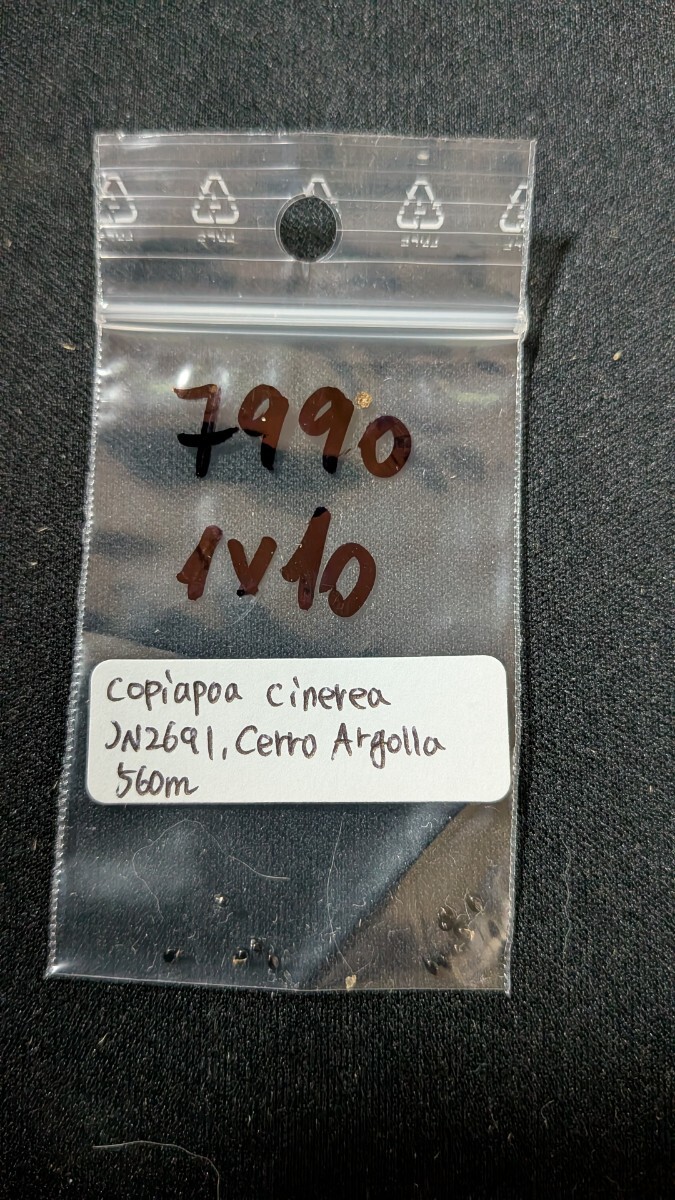 7990
1V10
Copiapoa cinerea
JN2691, Cerro Argolla
560m